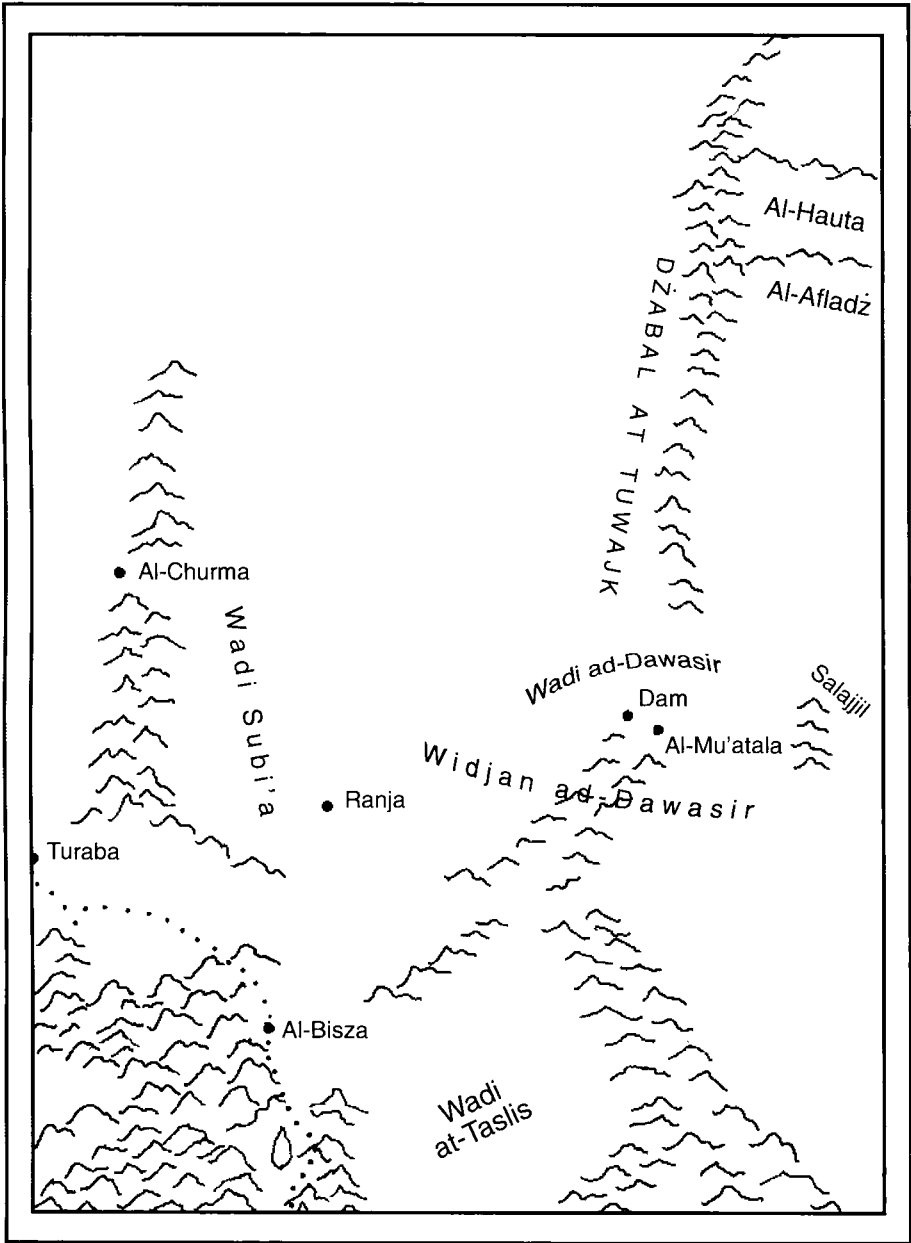 Al-Hauta
Al-Afladż
DŻABAL AT TUWAJK
Al-Churma
Wadi Subi'a
Wadi ad-Dawasir
Salajjil
Dam
Al-Mu'atala
Widjan ad-Dawasir
Ranja
Turaba
Al-Bisza
Wadi
at-Taslis